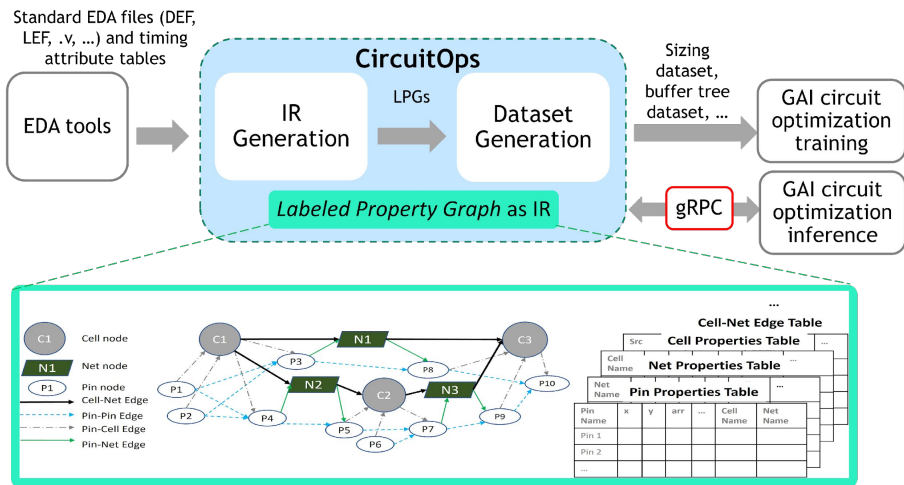 Standard EDA files (DEF,
LEF, .v, …) and timing
attribute tables
EDA tools
CircuitOps
IR
Generation
LPGs
Dataset
Generation
Labeled Property Graph as IR
Sizing
dataset,
buffer tree
dataset, …
GAI circuit
optimization
training
gRPC
GAI circuit
optimization
inference
C1
Cell node
N1
Net node
P1
Pin node
Cell-Net Edge
Pin-Pin Edge
Pin-Cell Edge
Pin-Net Edge
C1
N1
C3
P3
P8
P1
N2
C2
N3
P10
P2
P4
P5
P7
P9
P6
…
Cell-Net Edge Table
Src
Cell Properties Table
…
Cell
Name
Net Properties Table
Net
Name
Pin Properties Table
…
Pin
Name
x
y
arr
…
Cell
Name
Net
Name
Pin 1
Pin 2
…